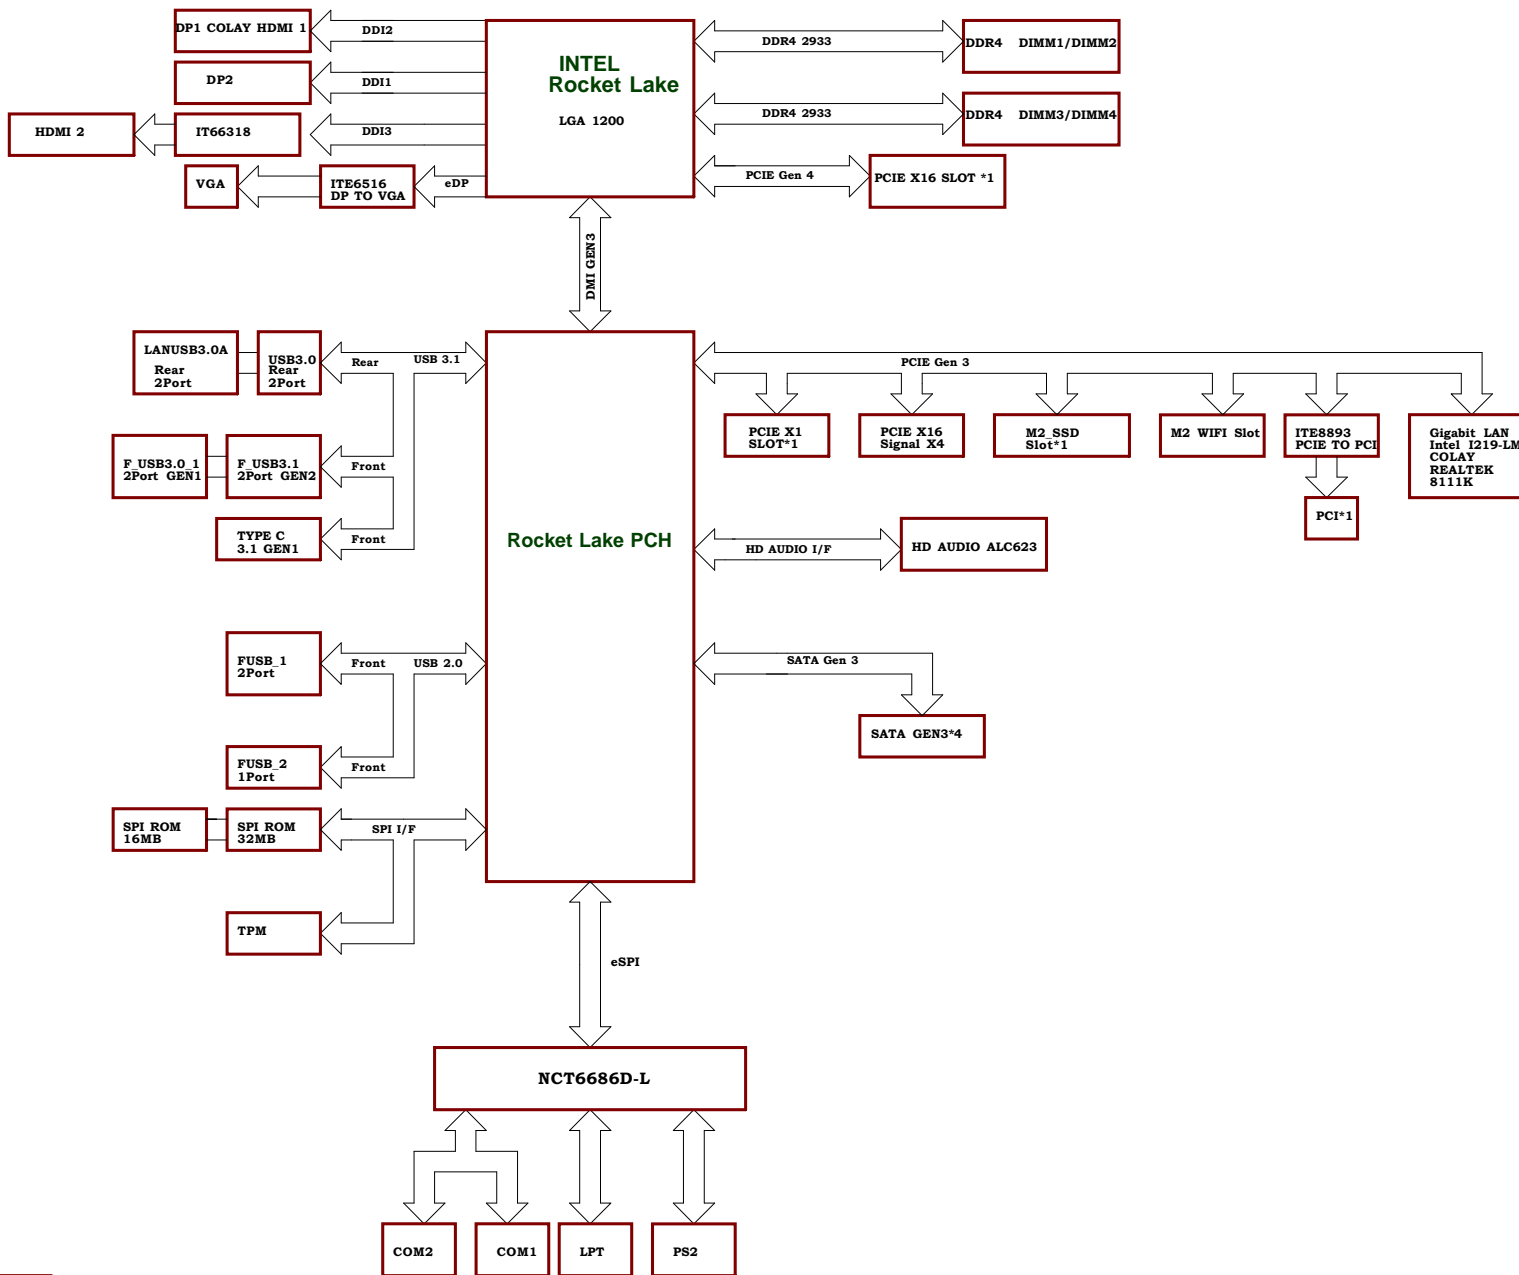 DP1 COLAY HDMI 1
DDI2
DP2
DDI1
HDMI 2
IT66318
DDI3
VGA
ITE6516
DP TO VGA
eDP
INTEL
Rocket Lake
LGA 1200
DDR4 2933
DDR4 DIMM1/DIMM2
DDR4 2933
DDR4 DIMM3/DIMM4
PCIE Gen 4
PCIE X16 SLOT *1
DMI GEN3
LANUSB3.0A
Rear
2Port
USB3.0
Rear
2Port
Rear
USB 3.1
F_USB3.0_1
2Port GEN1
F_USB3.1
2Port GEN2
Front
TYPE C
3.1 GEN1
Front
Rocket Lake PCH
PCIE Gen 3
PCIE X1
SLOT*1
PCIE X16
Signal X4
M2_SSD
Slot*1
M2 WIFI Slot
ITE8893
PCIE TO PCI
PCI*1
Gigabit LAN
Intel I219-LM
COLAY
REALTEK
8111K
HD AUDIO I/F
HD AUDIO ALC623
FUSB_1
2Port
Front
USB 2.0
FUSB_2
1Port
Front
SATA Gen 3
SATA GEN3*4
SPI ROM
16MB
SPI ROM
32MB
SPI I/F
TPM
eSPI
NCT6686D-L
COM2
COM1
LPT
PS2